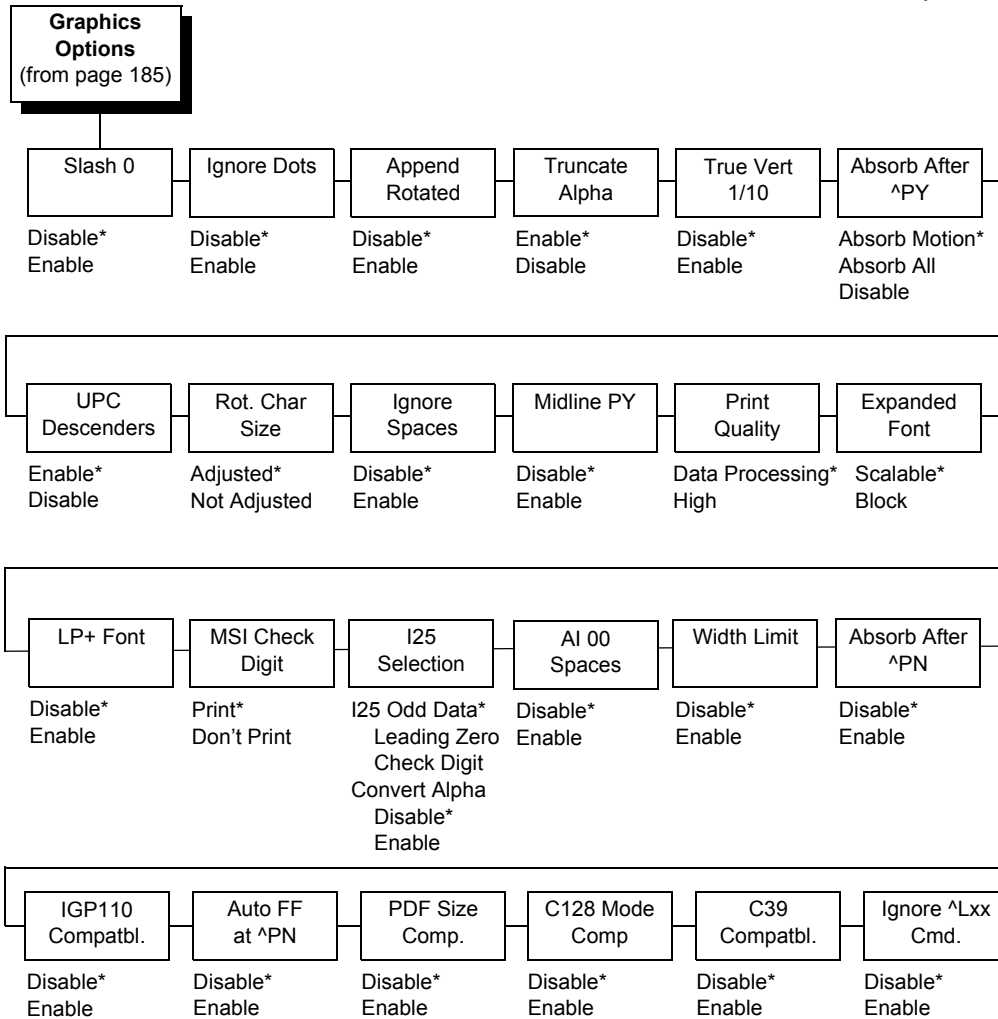 Graphics
Options
(from page 185)
Slash 0
Ignore Dots
Append
Rotated
Truncate
Alpha
True Vert
1/10
Absorb After
^PY
Disable*
Enable
Disable*
Enable
Disable*
Enable
Enable*
Disable
Disable*
Enable
Absorb Motion*
Absorb All
Disable
UPC
Descenders
Rot. Char
Size
Ignore
Spaces
Midline PY
Print
Quality
Expanded
Font
Enable*
Disable
Adjusted*
Not Adjusted
Disable*
Enable
Disable*
Enable
Data Processing*
High
Scalable*
Block
LP+ Font
MSI Check
Digit
I25
Selection
AI 00
Spaces
Width Limit
Absorb After
^PN
Disable*
Enable
Print*
Don't Print
I25 Odd Data*
Leading Zero
Check Digit
Convert Alpha
Disable*
Enable
Disable*
Enable
Disable*
Enable
Disable*
Enable
IGP110
Compatbl.
Auto FF
at ^PN
PDF Size
Comp.
C128 Mode
Comp
C39
Compatbl.
Ignore ^Lxx
Cmd.
Disable*
Enable
Disable*
Enable
Disable*
Enable
Disable*
Enable
Disable*
Enable
Disable*
Enable